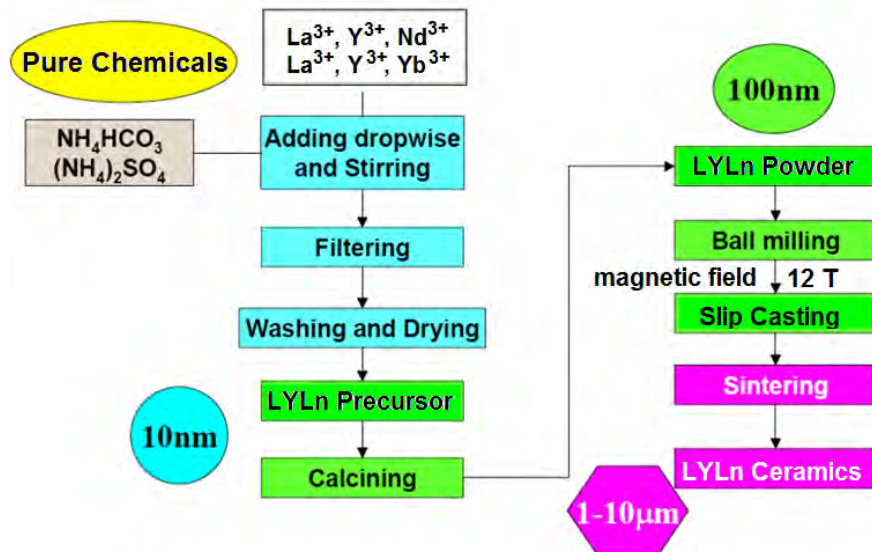 Pure Chemicals
La³⁺, Y³⁺, Nd³⁺
La³⁺, Y³⁺, Yb³⁺
NH₄HCO₃
(NH₄)₂SO₄
Adding dropwise
and Stirring
Filtering
Washing and Drying
LYLn Precursor
10nm
Calcining
100nm
LYLn Powder
Ball milling
magnetic field 12 T
Slip Casting
Sintering
LYLn Ceramics
1-10μm